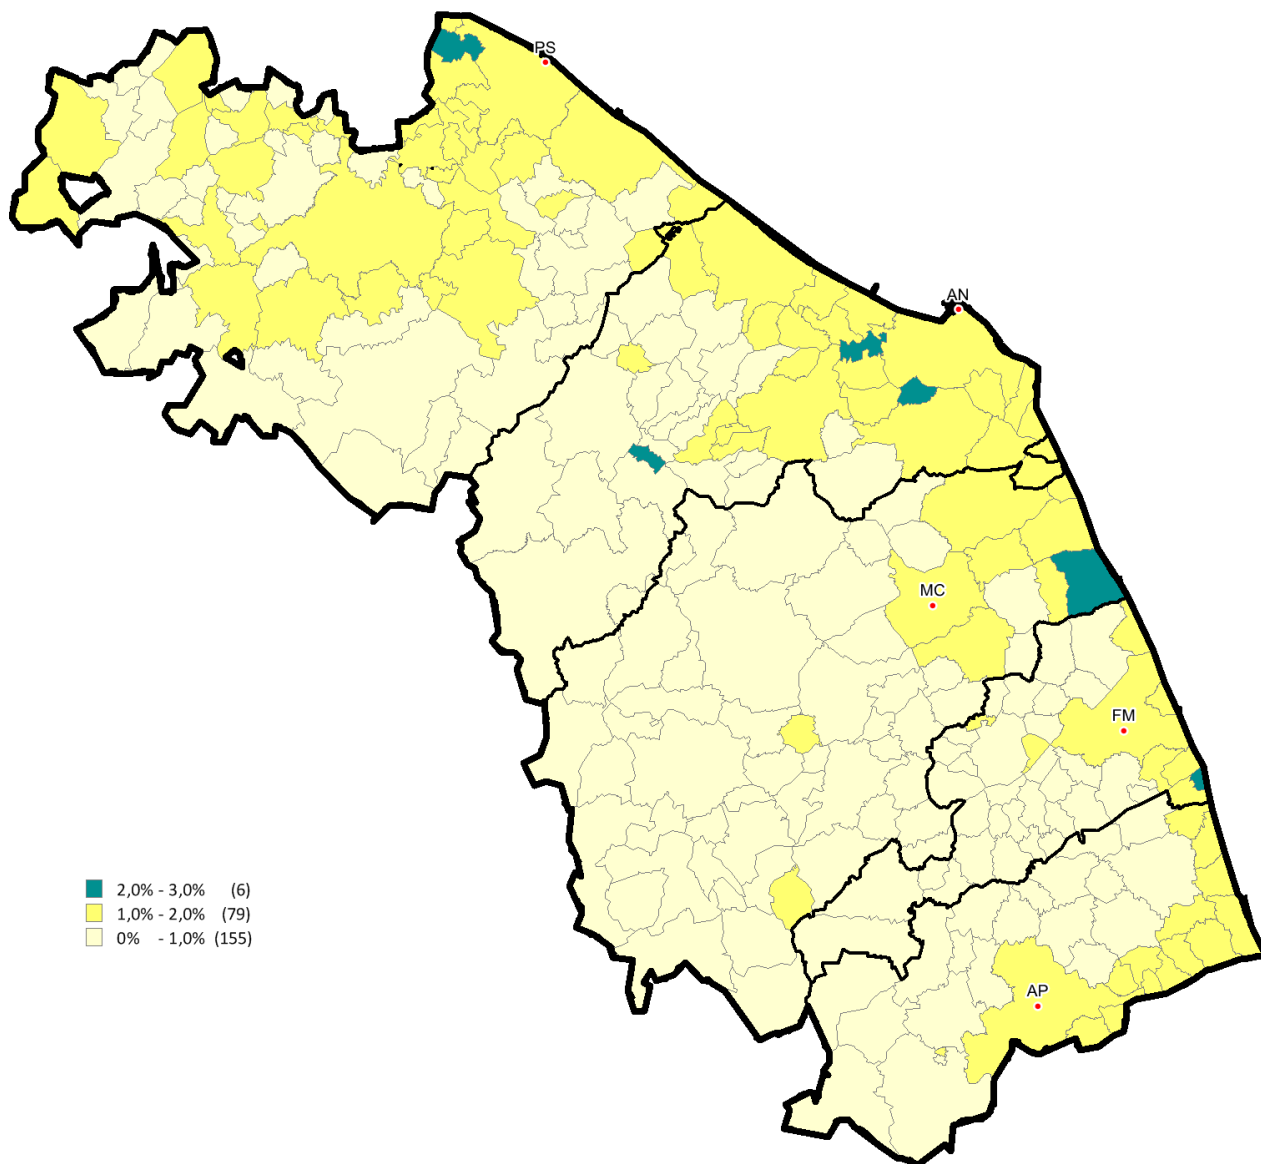 PS
AN
MC
FM
AP
2,0% - 3,0% (6)
1,0% - 2,0% (79)
0% - 1,0% (155)